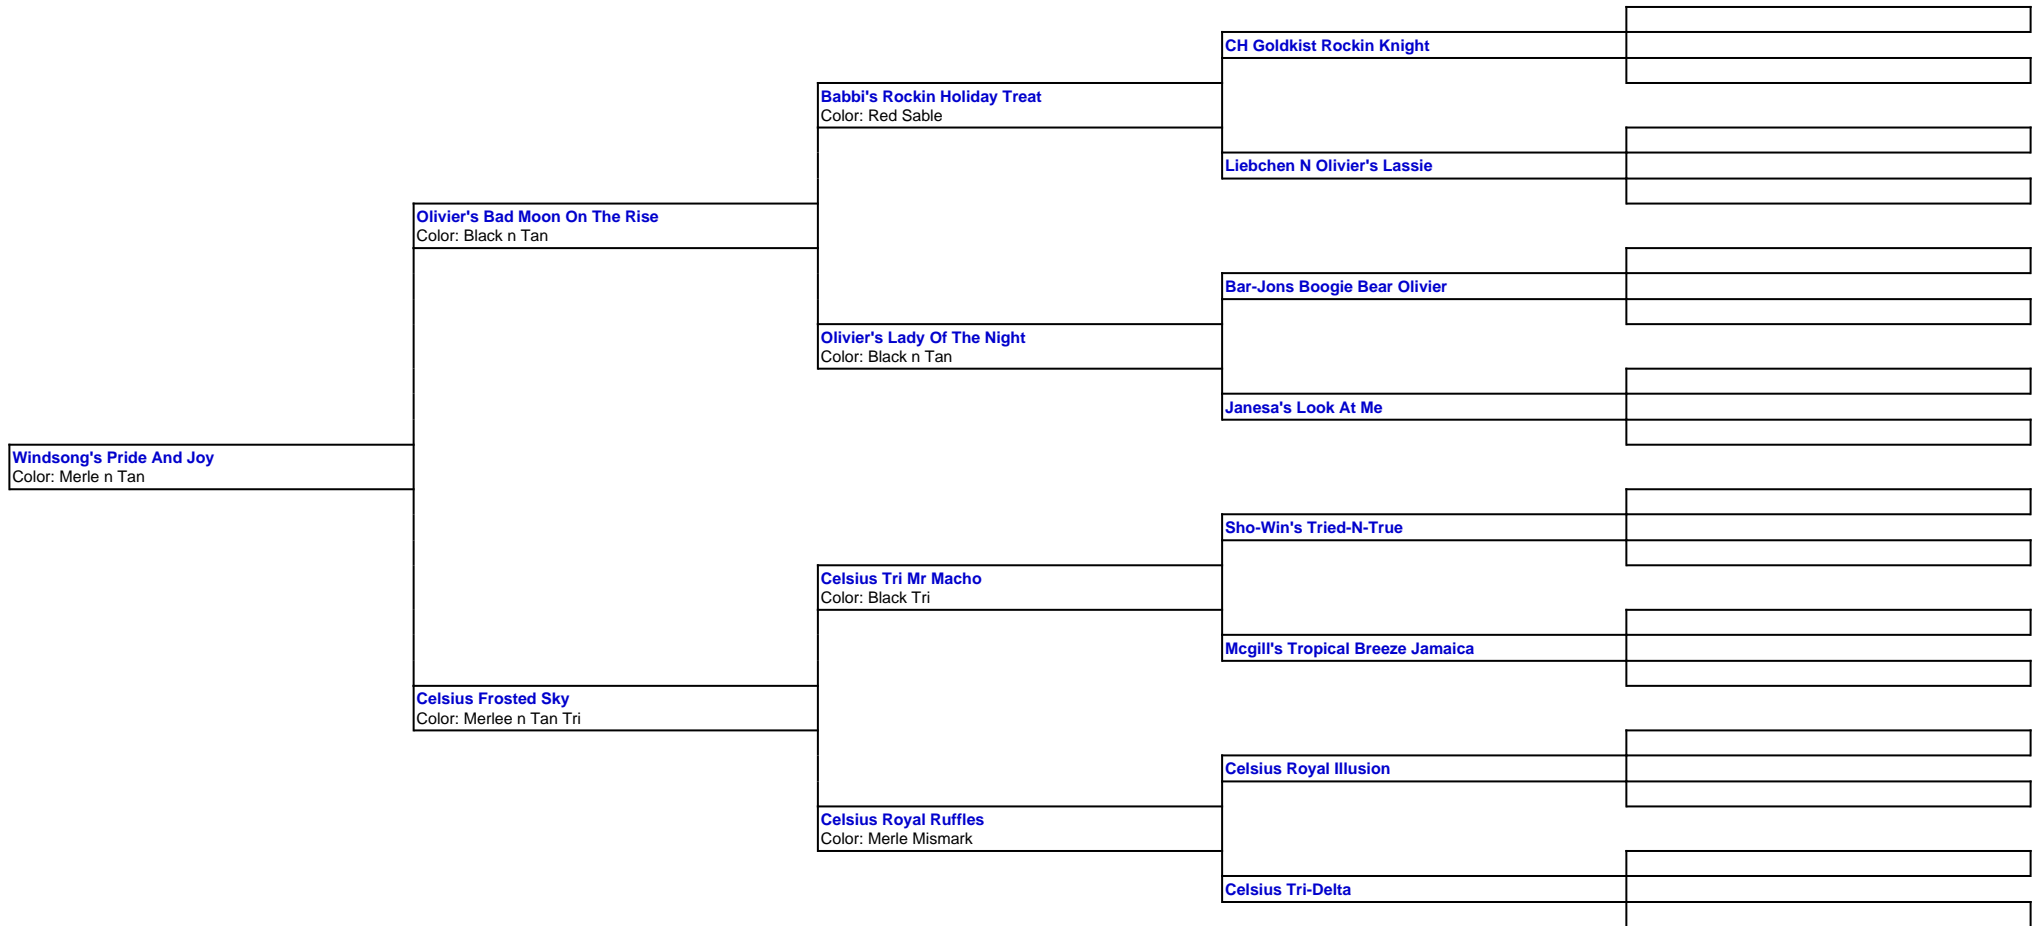 CH Goldkist Rockin Knight
Babbi's Rockin Holiday Treat
Color: Red Sable
Liebchen N Olivier's Lassie
Olivier's Bad Moon On The Rise
Color: Black n Tan
Bar-Jons Boogie Bear Olivier
Olivier's Lady Of The Night
Color: Black n Tan
Janesa's Look At Me
Windsong's Pride And Joy
Color: Merle n Tan
Sho-Win's Tried-N-True
Celsius Tri Mr Macho
Color: Black Tri
Mcgill's Tropical Breeze Jamaica
Celsius Frosted Sky
Color: Merlee n Tan Tri
Celsius Royal Illusion
Celsius Royal Ruffles
Color: Merle Mismark
Celsius Tri-Delta